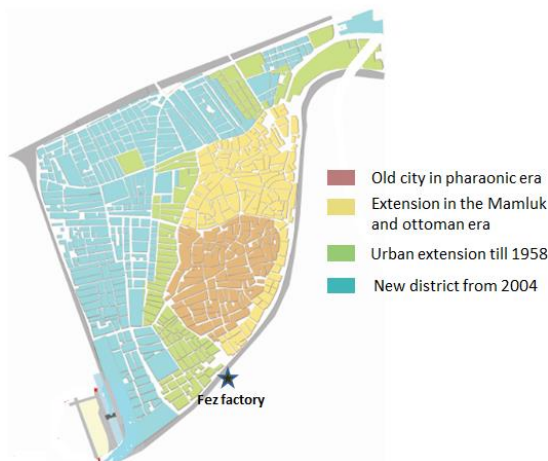 Old city in pharaonic era
Extension in the Mamluk
and ottoman era
Urban extension till 1958
New district from 2004
Fez factory